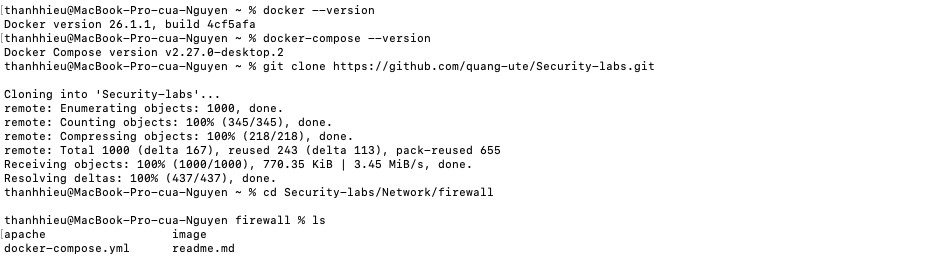 [thanhhieu@MacBook-Pro-cua-Nguyen ~ % docker --version
Docker version 26.1.1, build 4cf5afa
[thanhhieu@MacBook-Pro-cua-Nguyen ~ % docker-compose --version
Docker Compose version v2.27.0-desktop.2
thanhhieu@MacBook-Pro-cua-Nguyen ~ % git clone https://github.com/quang-ute/Security-labs.git
Cloning into 'Security-labs'...
remote: Enumerating objects: 1000, done.
remote: Counting objects: 100% (345/345), done.
remote: Compressing objects: 100% (218/218), done.
remote: Total 1000 (delta 167), reused 243 (delta 113), pack-reused 655
Receiving objects: 100% (1000/1000), 770.35 KiB | 3.45 MiB/s, done.
Resolving deltas: 100% (437/437), done.
thanhhieu@MacBook-Pro-cua-Nguyen ~ % cd Security-labs/Network/firewall
thanhhieu@MacBook-Pro-cua-Nguyen firewall % ls
[apache image
docker-compose.yml readme.md